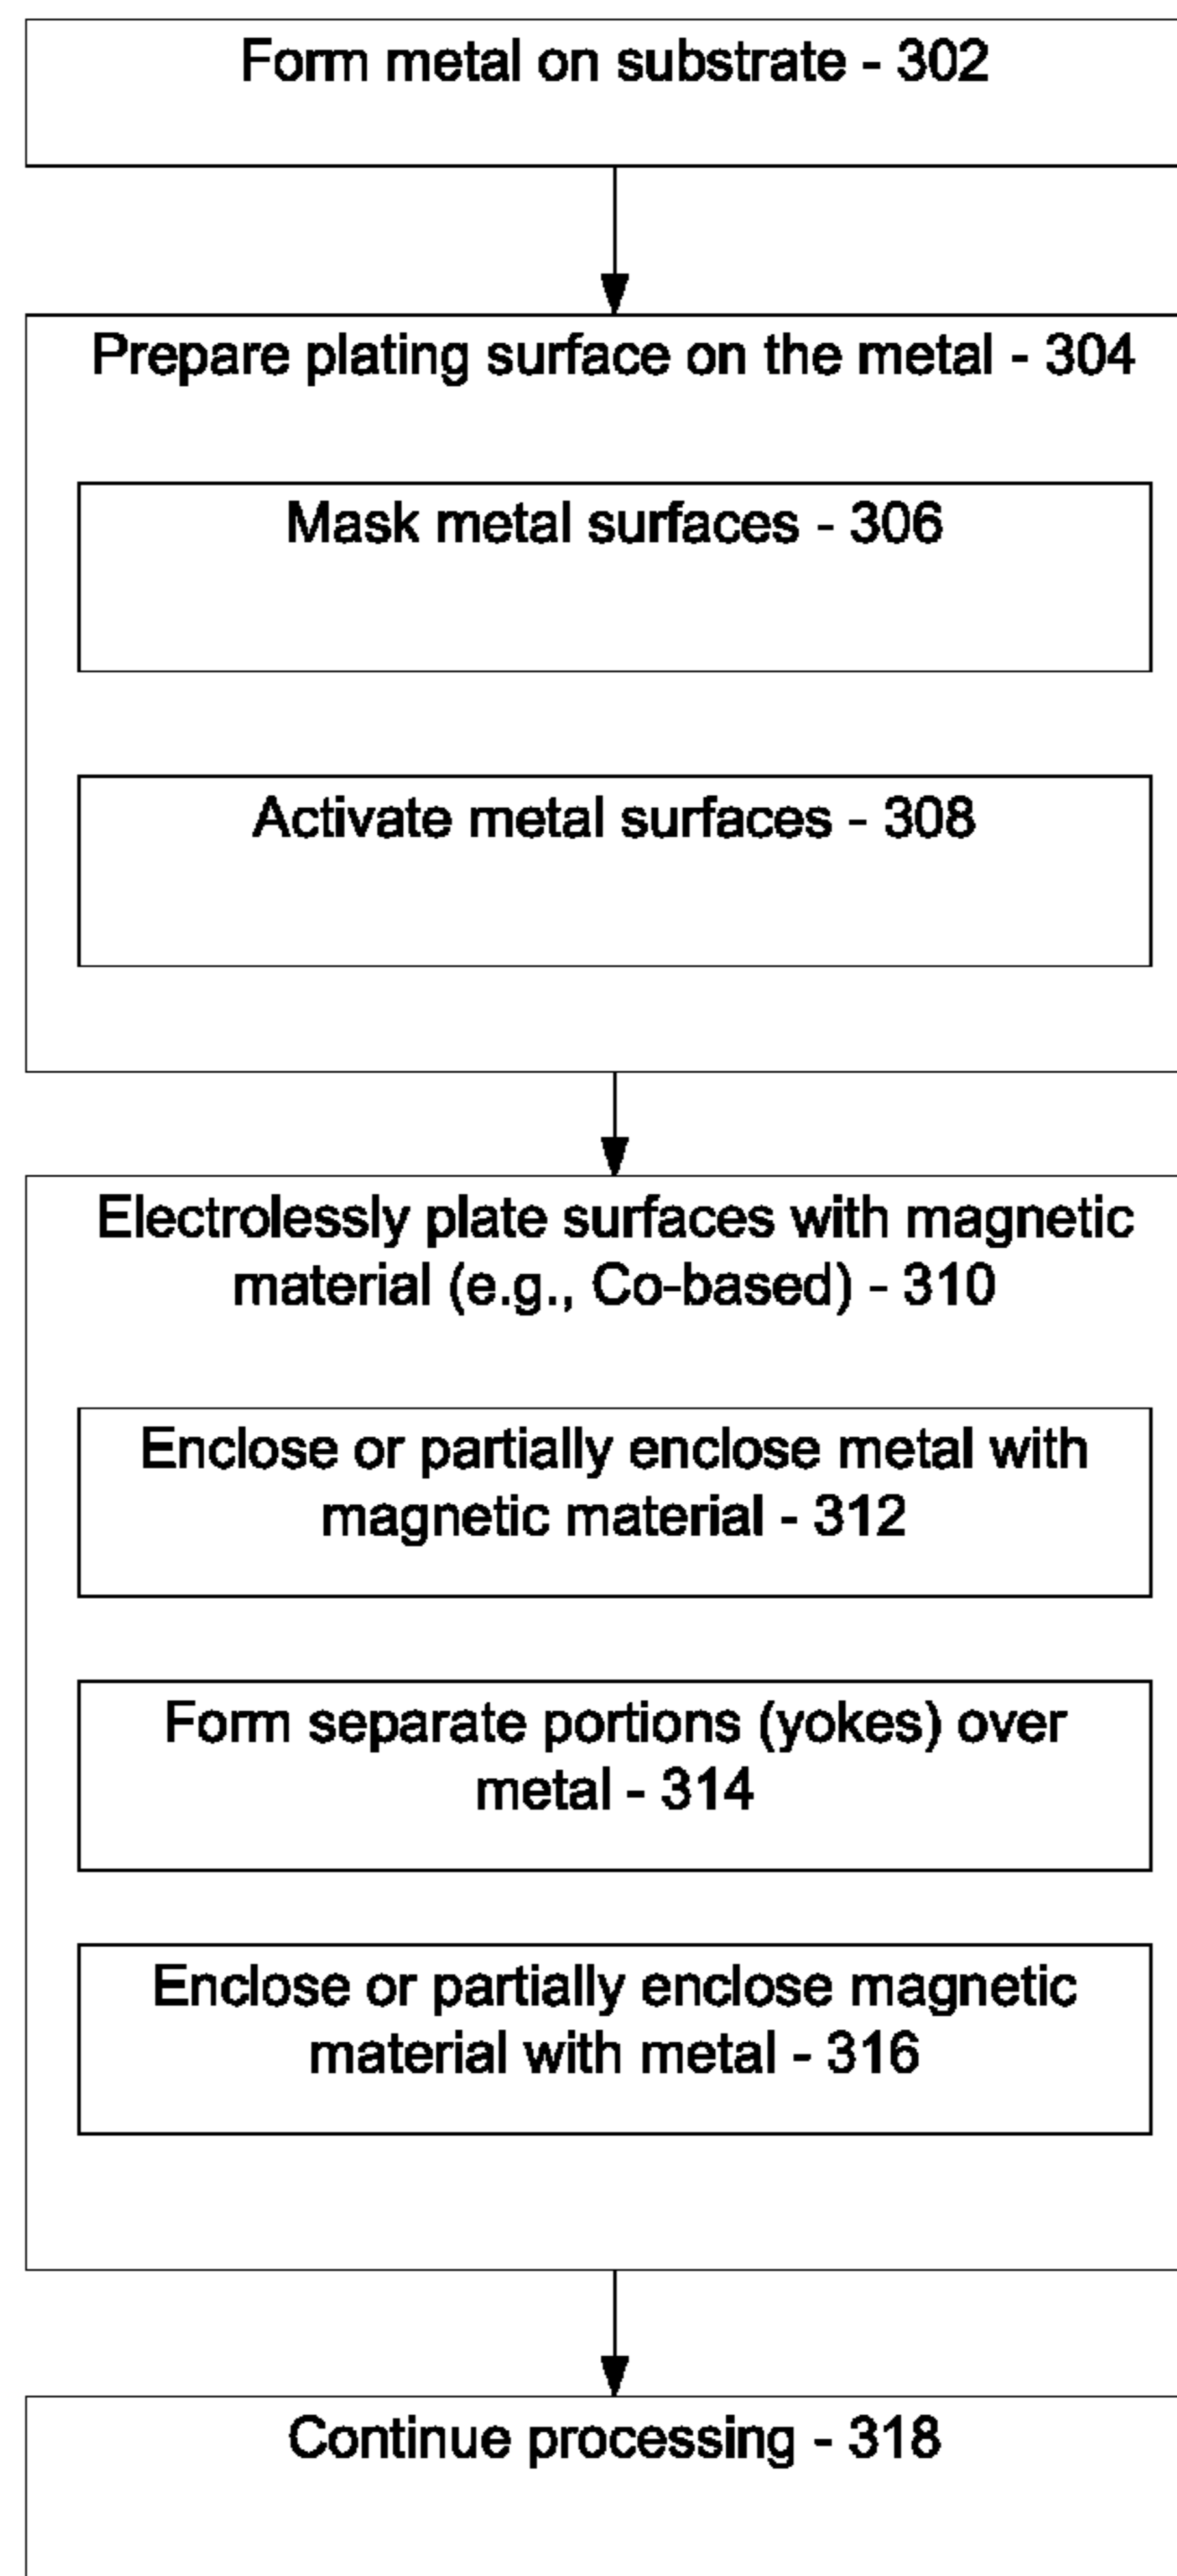 Form metal on substrate - 302
Prepare plating surface on the metal - 304
Mask metal surfaces - 306
Activate metal surfaces - 308
Electrolessly plate surfaces with magnetic
material (e.g., Co-based) - 310
Enclose or partially enclose metal with
magnetic material - 312
Form separate portions (yokes) over
metal - 314
Enclose or partially enclose magnetic
material with metal - 316
Continue processing - 318